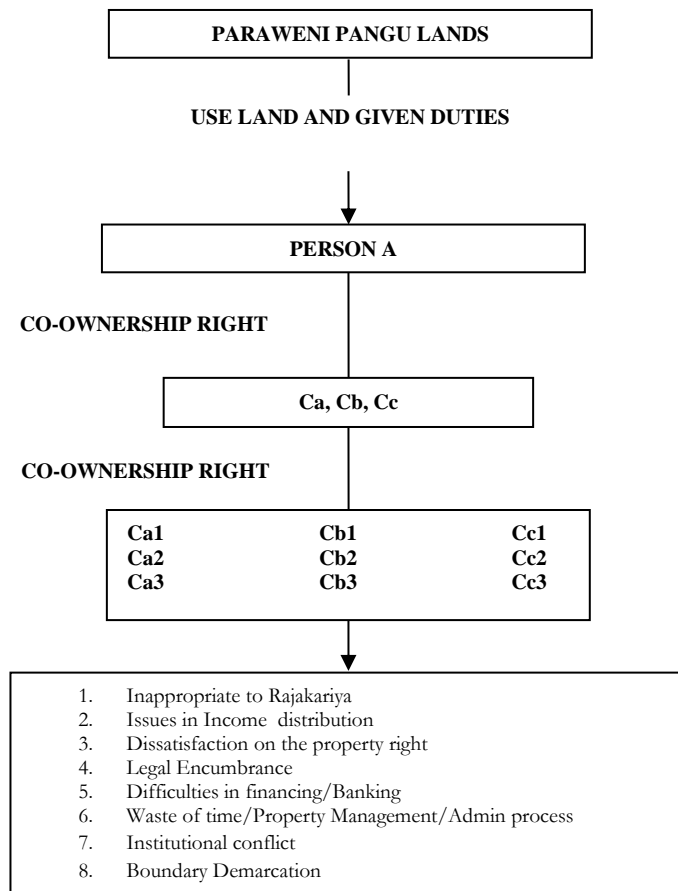 PARAWENI PANGU LANDS
USE LAND AND GIVEN DUTIES
PERSON A
CO-OWNERSHIP RIGHT
Ca, Cb, Cc
CO-OWNERSHIP RIGHT
Ca1 Cb1 Cc1
Ca2 Cb2 Cc2
Ca3 Cb3 Cc3
1. Inappropriate to Rajakariya
2. Issues in Income distribution
3. Dissatisfaction on the property right
4. Legal Encumbrance
5. Difficulties in financing/Banking
6. Waste of time/Property Management/Admin process
7. Institutional conflict
8. Boundary Demarcation